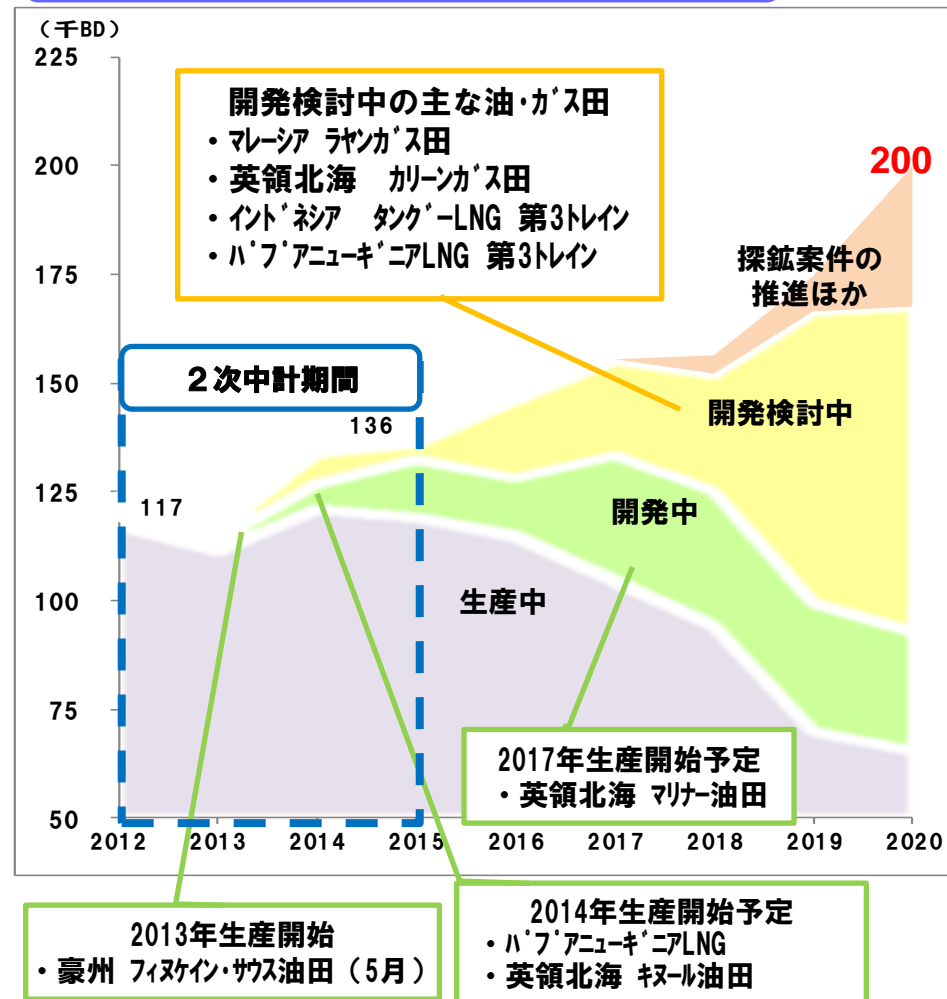 （千BD）
225
200
175
150
125
100
75
50
開発検討中の主な油・ガス田
・マレーシア ラヤンガス田
・英領北海 カリーンガス田
・インドネシア タングーLNG 第3トレイン
・パプアニューギニアLNG 第3トレイン
200
探鉱案件の
推進ほか
２次中計期間
136
117
開発検討中
開発中
生産中
2017年生産開始予定
・英領北海 マリナー油田
2012 2013 2014 2015 2016 2017 2018 2019 2020
2013年生産開始
・豪州 フィヌケイン・サウス油田（5月）
2014年生産開始予定
・パプアニューギニアLNG
・英領北海 キヌール油田